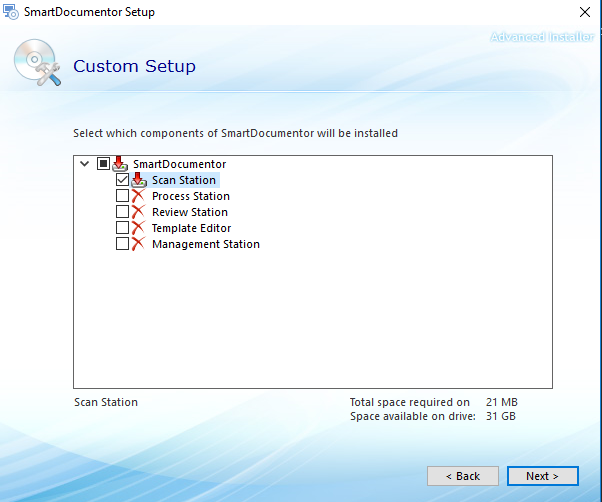 SmartDocumentor Setup
Advanced Installer
Custom Setup
Select which components of SmartDocumentor will be installed
SmartDocumentor
Scan Station
Process Station
Review Station
Template Editor
Management Station
Scan Station
Total space required on 21 MB
Space available on drive: 31 GB
< Back Next >